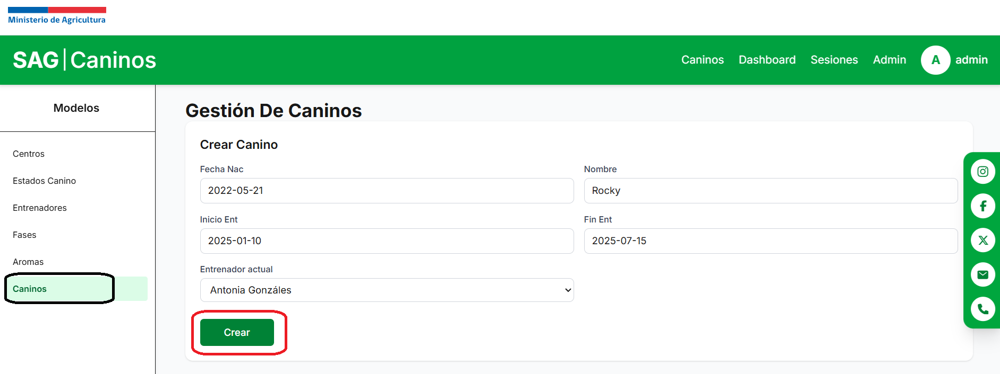 Ministerio de Agricultura
SAG|Caninos
Caninos Dashboard Sesiones Admin A admin
Modelos
Centros
Estados Canino
Entrenadores
Fases
Aromas
Caninos
Gestión De Caninos
Crear Canino
Fecha Nac
2022-05-21
Nombre
Rocky
Inicio Ent
2025-01-10
Fin Ent
2025-07-15
Entrenador actual
Antonia Gonzáles
Crear